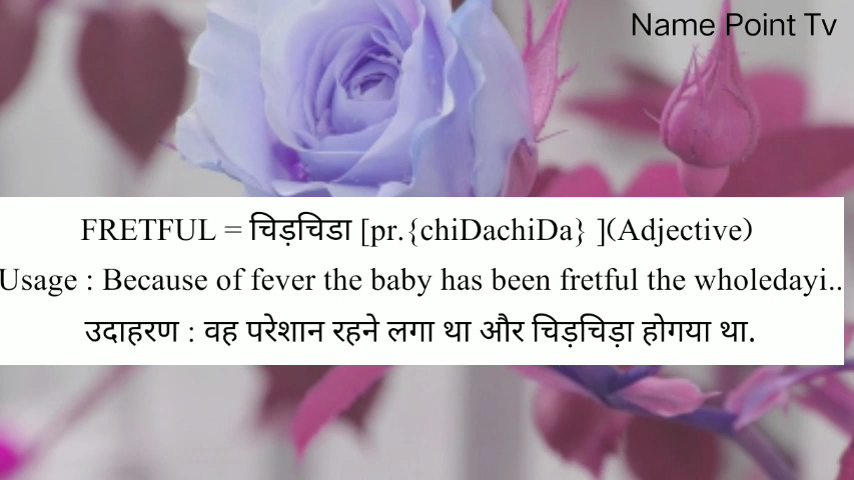 Name Point Tv
FRETFUL = चिड़चिडा [pr.{chiDachiDa} ](Adjective)
Usage : Because of fever the baby has been fretful the wholedayi..
उदाहरण : वह परेशान रहने लगा था और चिड़चिड़ा होगया था.